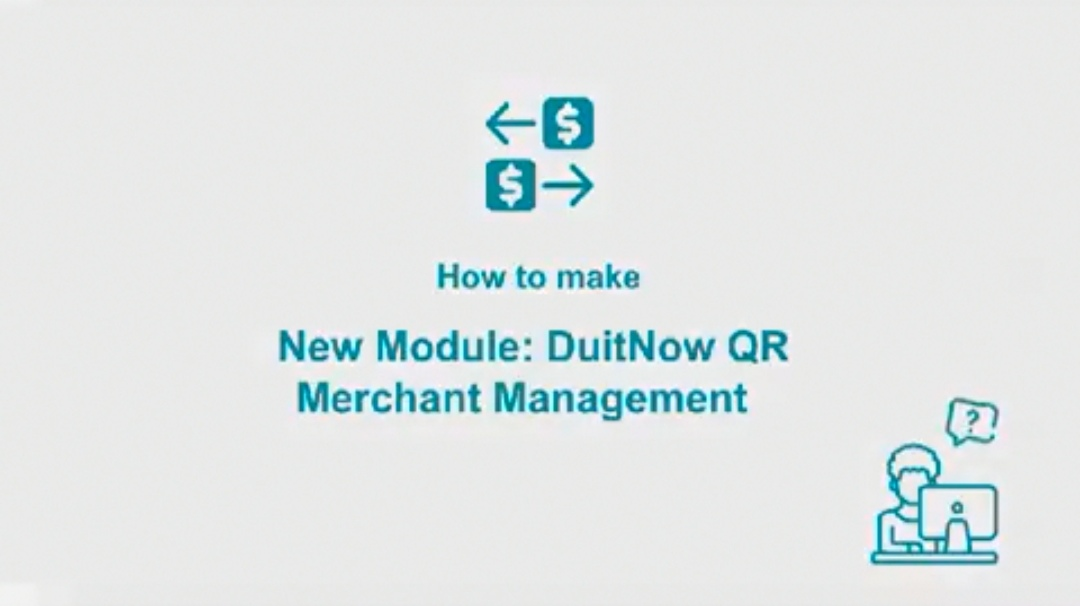 $
$
How to make
New Module: DuitNow QR
Merchant Management
?